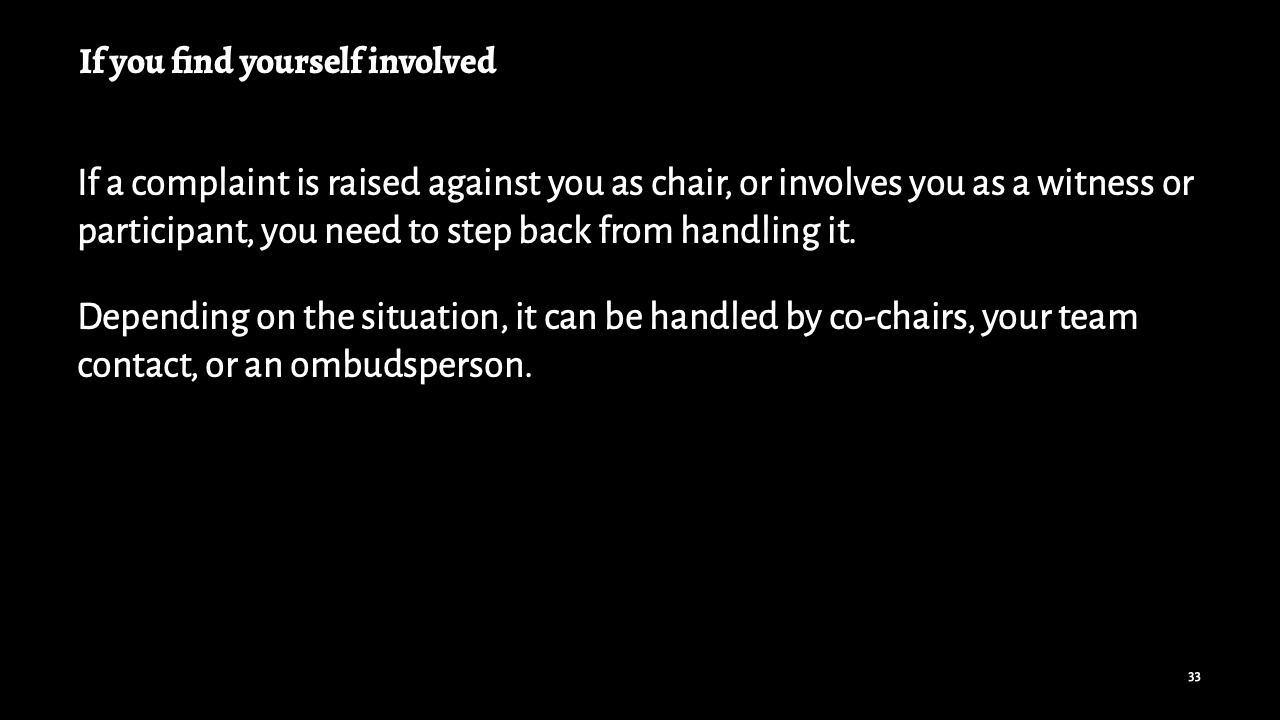 If you find yourself involved
If a complaint is raised against you as chair, or involves you as a witness or
participant, you need to step back from handling it.
Depending on the situation, it can be handled by co-chairs, your team
contact, or an ombudsperson.
33